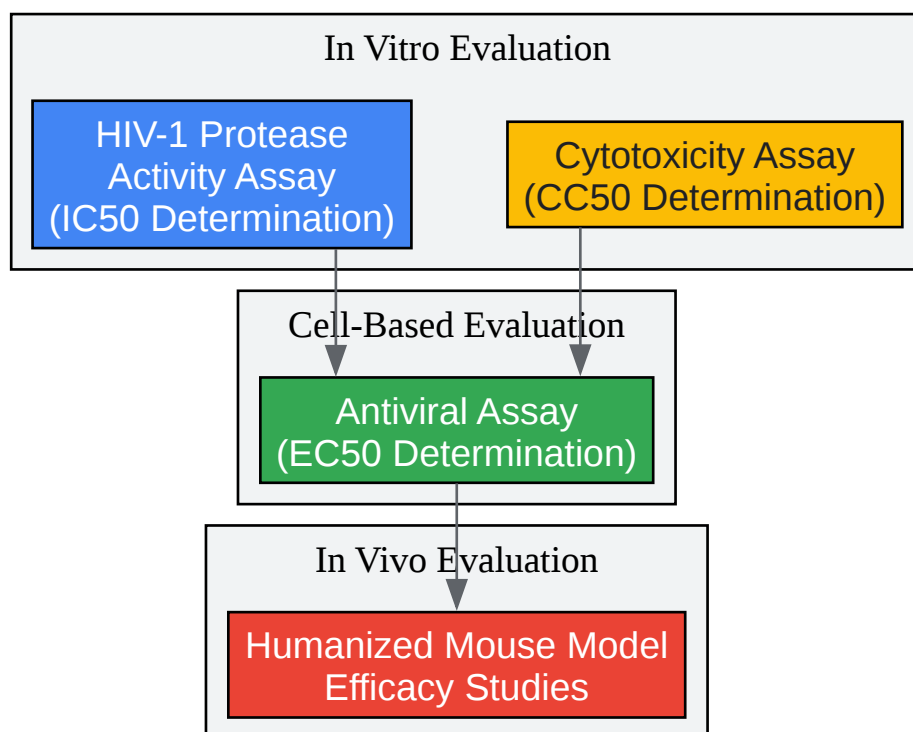 In Vitro Evaluation
HIV-1 Protease
Activity Assay
(IC50 Determination)
Cytotoxicity Assay
(CC50 Determination)
Cell-Based Evaluation
Antiviral Assay
(EC50 Determination)
In Vivo Evaluation
Humanized Mouse Model
Efficacy Studies